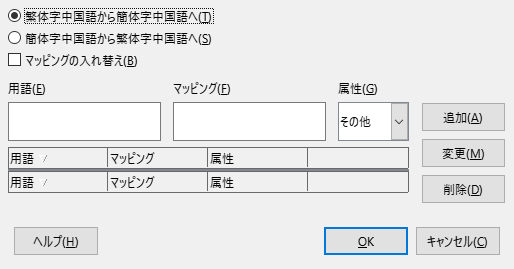 繁体字中国語から簡体字中国語へ(T)
簡体字中国語から繁体字中国語へ(S)
マッピングの入れ替え(B)
用語(E) マッピング(F) 属性(G)
その他
追加(A)
用語 マッピング 属性
変更(M)
用語 マッピング 属性
削除(D)
ヘルプ(H) OK キャンセル(C)